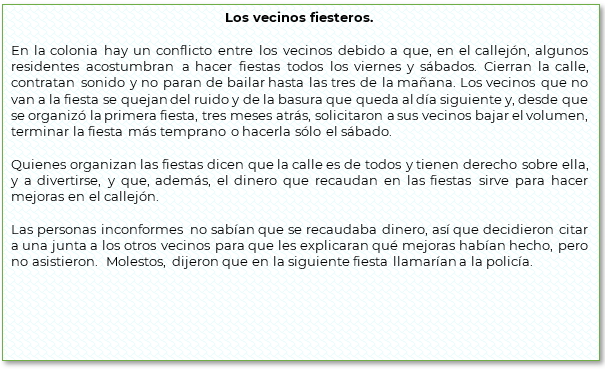 Los vecinos fiesteros.
En la colonia hay un conflicto entre los vecinos debido a que, en el callejón, algunos
residentes acostumbran a hacer fiestas todos los viernes y sábados. Cierran la calle,
contratan sonido y no paran de bailar hasta las tres de la mañana. Los vecinos que no
van a la fiesta se quejan del ruido y de la basura que queda al día siguiente y, desde que
se organizó la primera fiesta, tres meses atrás, solicitaron a sus vecinos bajar el volumen,
terminar la fiesta más temprano o hacerla sólo el sábado.
Quienes organizan las fiestas dicen que la calle es de todos y tienen derecho sobre ella,
y a divertirse, y que, además, el dinero que recaudan en las fiestas sirve para hacer
mejoras en el callejón.
Las personas inconformes no sabían que se recaudaba dinero, así que decidieron citar
a una junta a los otros vecinos para que les explicaran qué mejoras habían hecho, pero
no asistieron. Molestos, dijeron que en la siguiente fiesta llamarían a la policía.